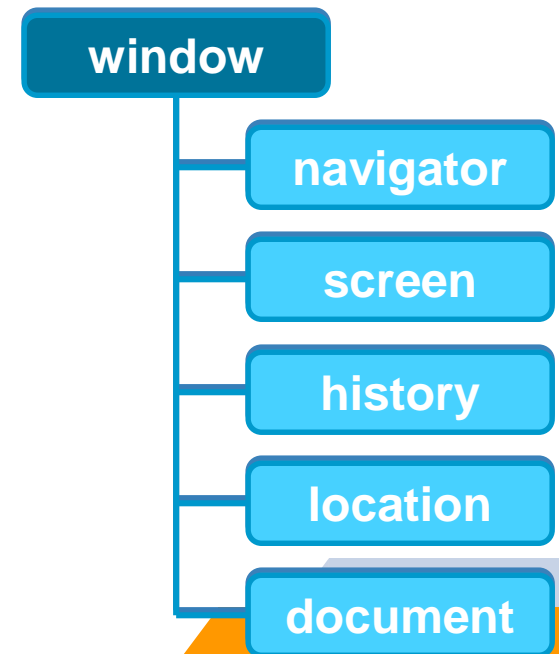 window
navigator
screen
history
location
document